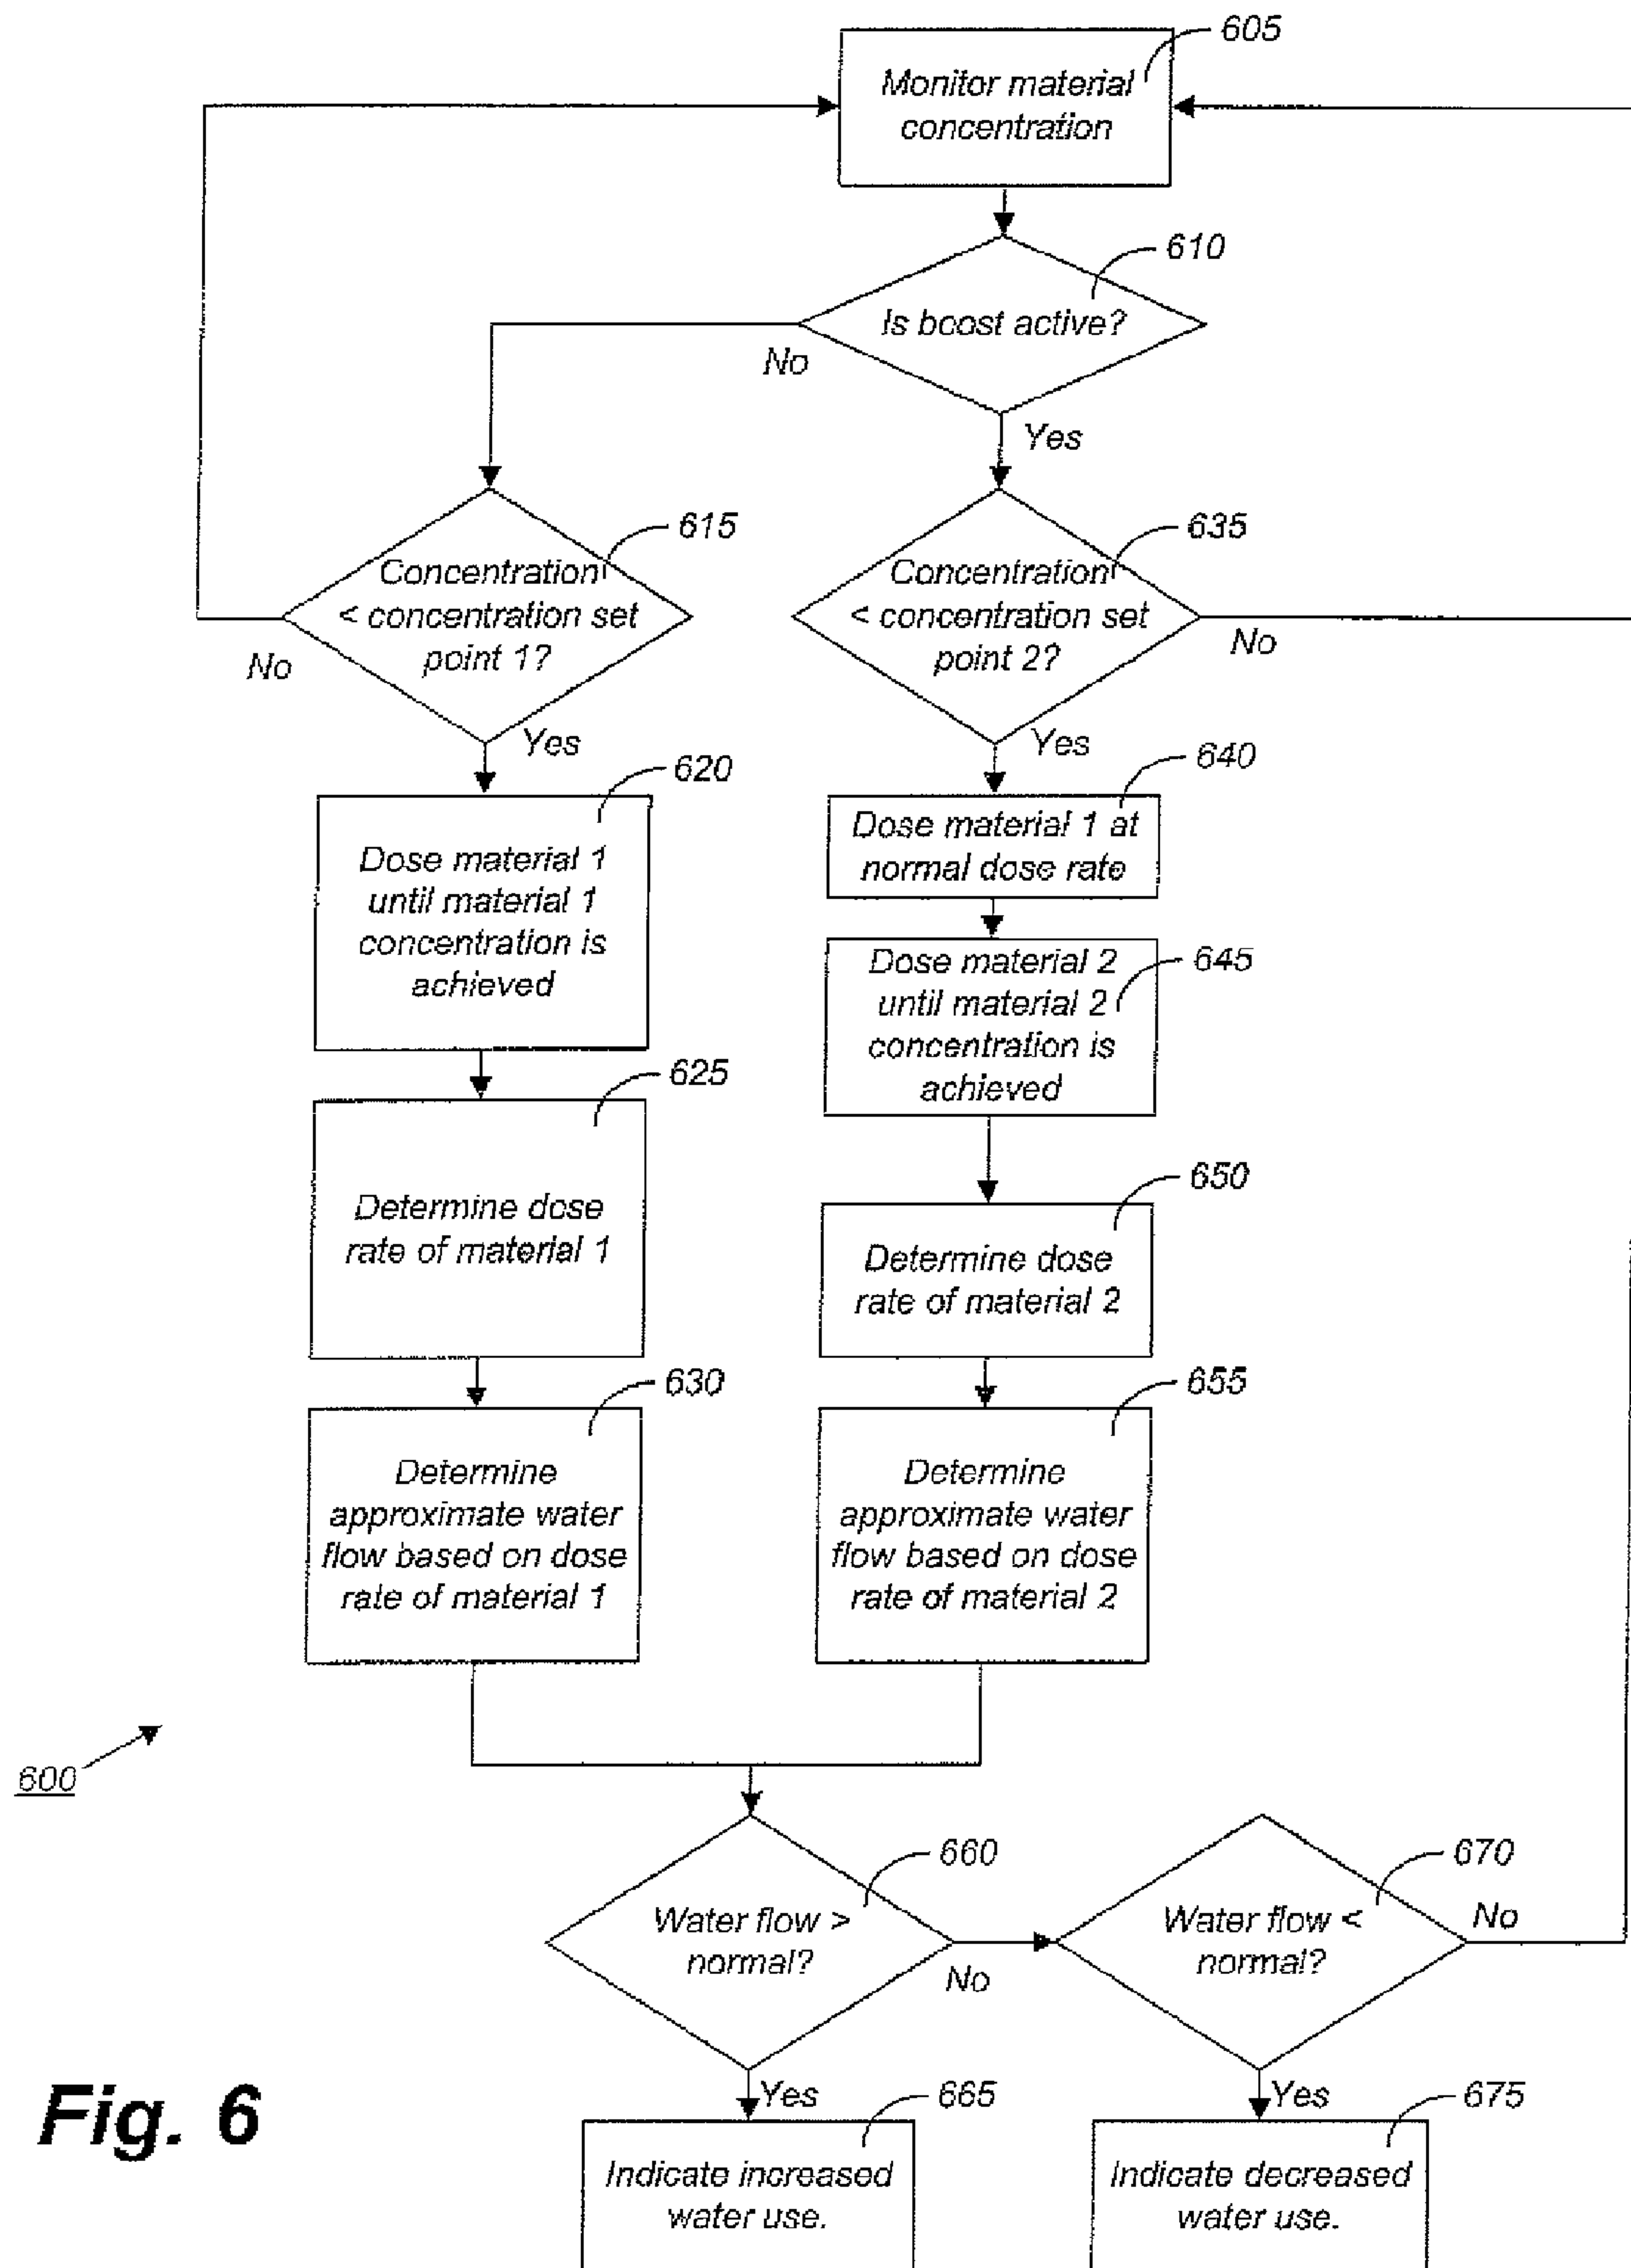 605
Monitor material
concentration
610
Is boost active?
No
Yes
615
Concentration
< concentration set
point 1?
No
Yes
635
Concentration
< concentration set
point 2?
No
Yes
620
Dose material 1
until material 1
concentration is
achieved
640
Dose material 1 at
normal dose rate
645
Dose material 2
until material 2
concentration is
achieved
625
Determine dose
rate of material 1
650
Determine dose
rate of material 2
630
Determine
approximate water
flow based on dose
rate of material 1
655
Determine
approximate water
flow based on dose
rate of material 2
600
660
Water flow >
normal?
No
Yes
670
Water flow <
normal?
No
Yes
665
Indicate increased
water use.
675
Indicate decreased
water use.
Fig. 6